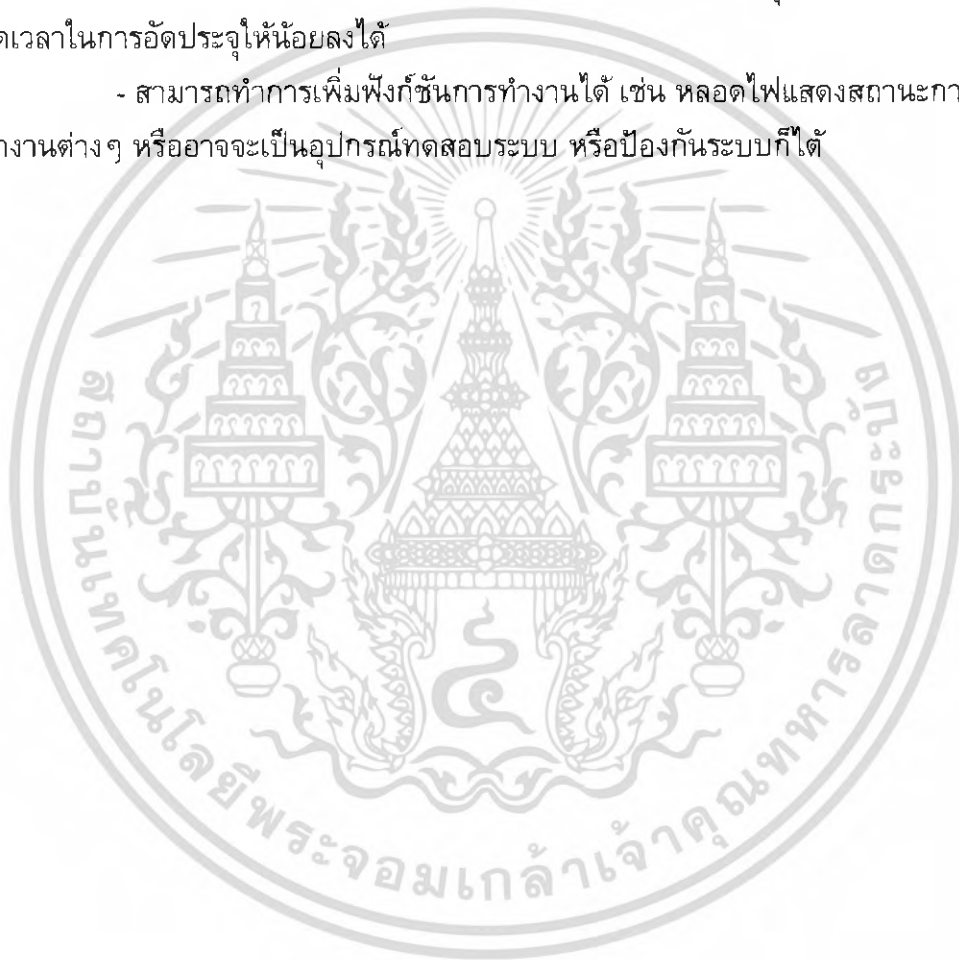 ดเวลาในการอัดประจุให้น้อยลงได้
- สามารถทำการเพิ่มฟังก์ชันการทำงานได้ เช่น หลอดไฟแสดงสถานะกา
างานต่างๆ หรืออาจจะเป็นอุปกรณ์ทดสอบระบบ หรือป้องกันระบบก็ได้
สถาบันเทคโนโลยีพระจอมเกล้าเจ้าคุณทหารลาดกระบัง